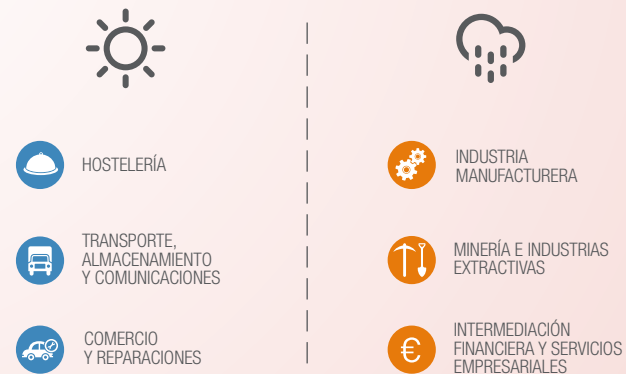 HOSTELERÍA
TRANSPORTE,
ALMACENAMIENTO
Y COMUNICACIONES
COMERCIO
Y REPARACIONES
INDUSTRIA
MANUFACTURERA
MINERÍA E INDUSTRIAS
EXTRACTIVAS
€
INTERMEDIACIÓN
FINANCIERA Y SERVICIOS
EMPRESARIALES